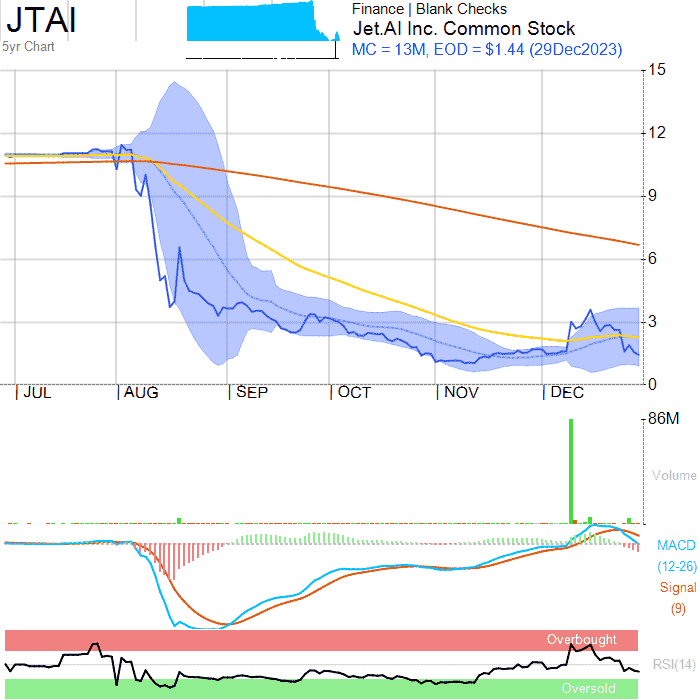 JTAI
5yr Chart
Finance | Blank Checks
Jet.AI Inc. Common Stock
MC = 13M, EOD = $1.44 (29Dec2023)
15
12
9
6
3
0
JUL AUG SEP OCT NOV DEC
86M
Volume
MACD
(12-26)
Signal
(9)
Overbought
RSI(14)
Oversold